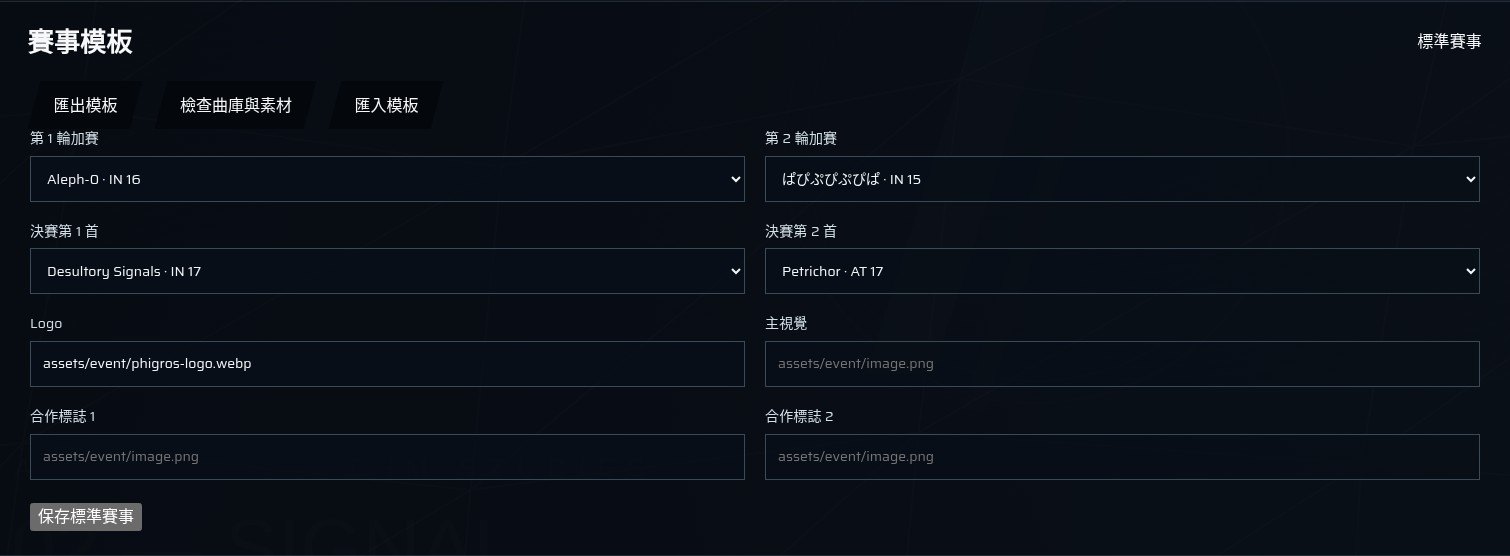 賽事模板
標準賽事
匯出模板 檢查曲庫與素材 匯入模板
第 1 輪加賽 第 2 輪加賽
Aleph-0 · IN 16 ぱぴぷぴぷぴぱ · IN 15
決賽第 1 首 決賽第 2 首
Desultory Signals · IN 17 Petrichor · AT 17
Logo 主視覺
assets/event/phigros-logo.webp assets/event/image.png
合作標誌 1 合作標誌 2
assets/event/image.png assets/event/image.png
保存標準賽事
SIGNAL